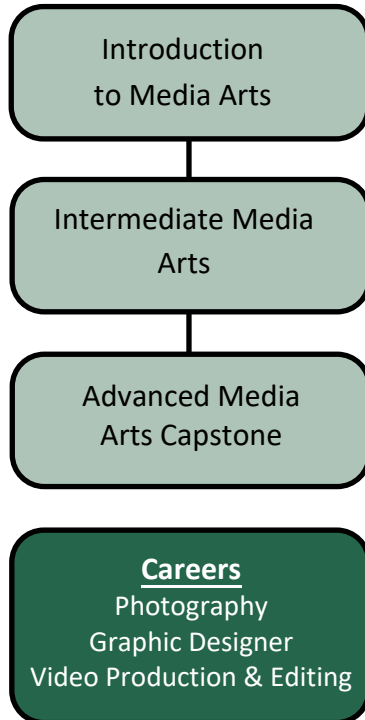 Introduction
to Media Arts
Intermediate Media
Arts
Advanced Media
Arts Capstone
Careers
Photography
Graphic Designer
Video Production & Editing